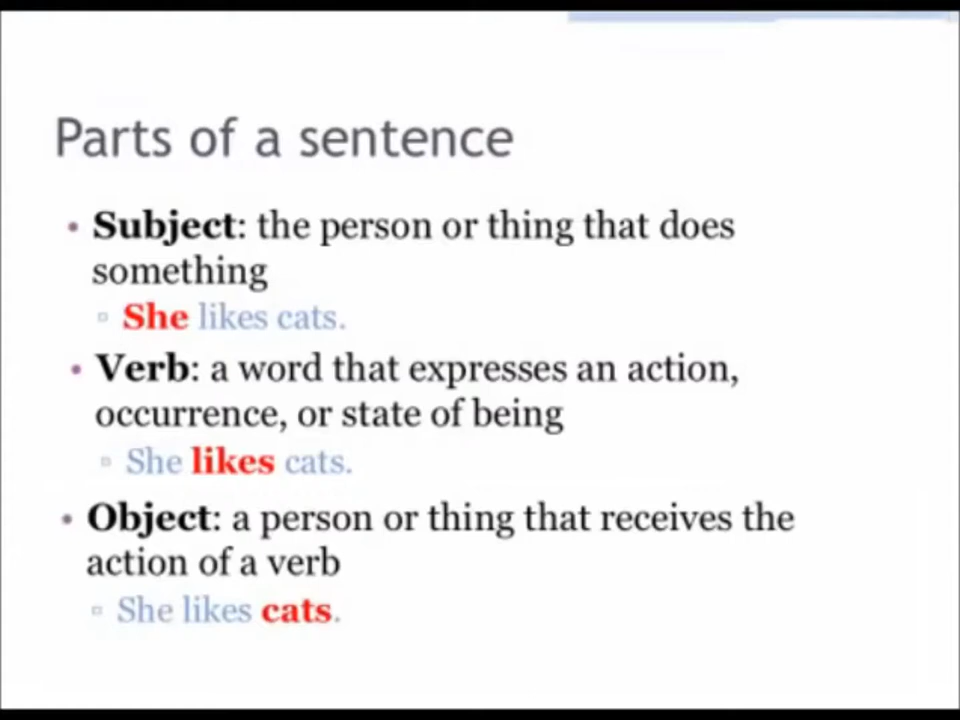 Parts of a sentence
• Subject: the person or thing that does
something
▫ She likes cats.
• Verb: a word that expresses an action,
occurrence, or state of being
▫ She likes cats.
• Object: a person or thing that receives the
action of a verb
▫ She likes cats.